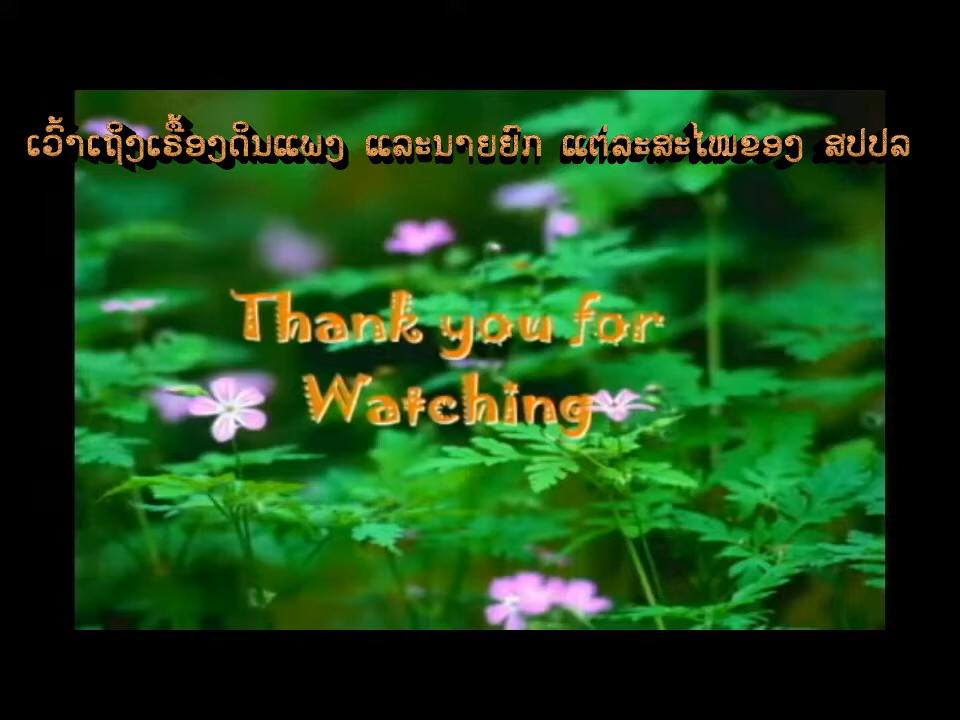 ເວົ້າເຖິງເຣື້ອງດິນແພງ ແລະນາຍຍົກ ແຕ່ລະສະໄໝຂອງ ສປປລ
Thank you for
Watching